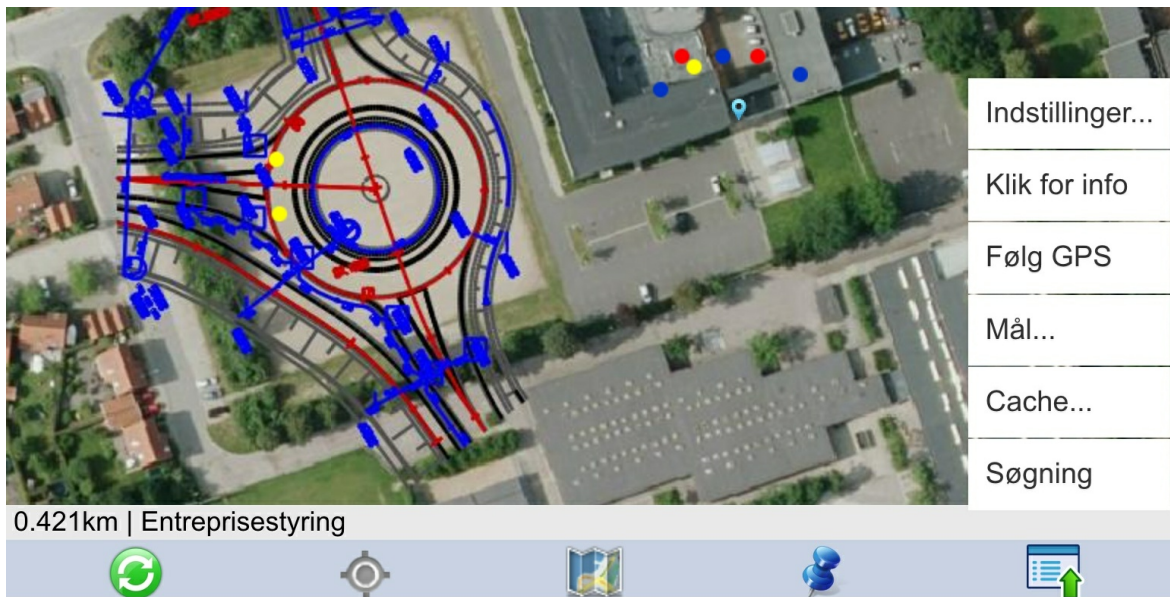 Indstillinger...
Klik for info
Følg GPS
Mål...
Cache...
Søgning
0.421km | Entreprisestyring